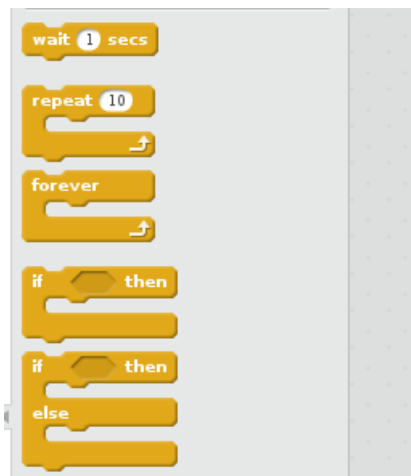 wait 1 secs
repeat 10
forever
if then
if then
else